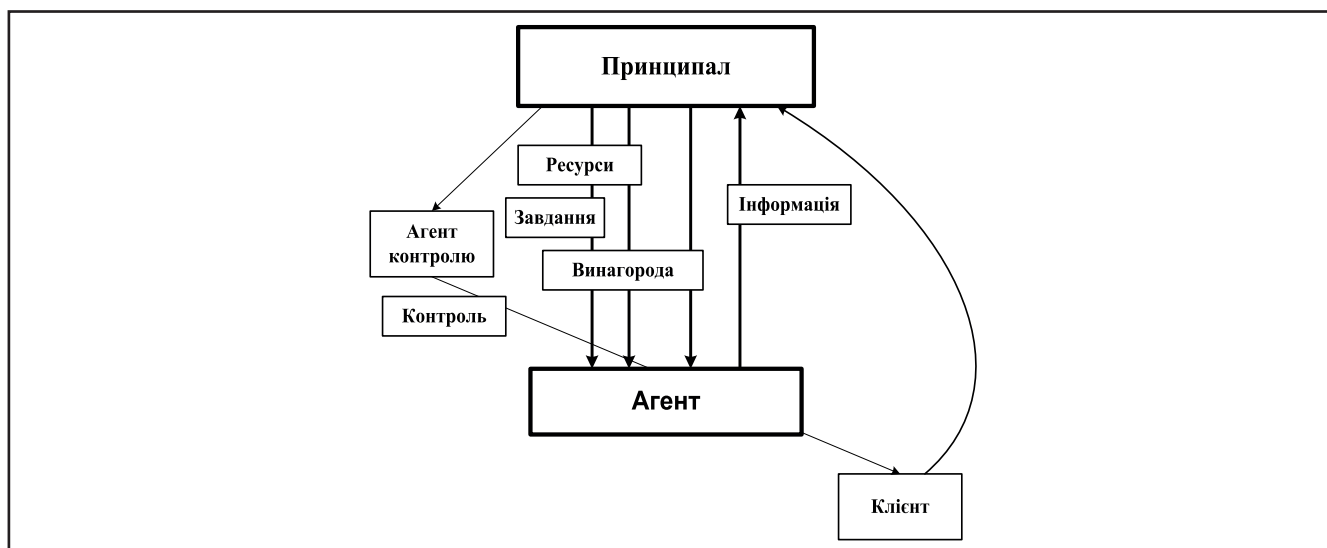 Принципал
Ресурси
Завдання
Інформація
Агент
контролю
Винагорода
Контроль
Агент
Клієнт